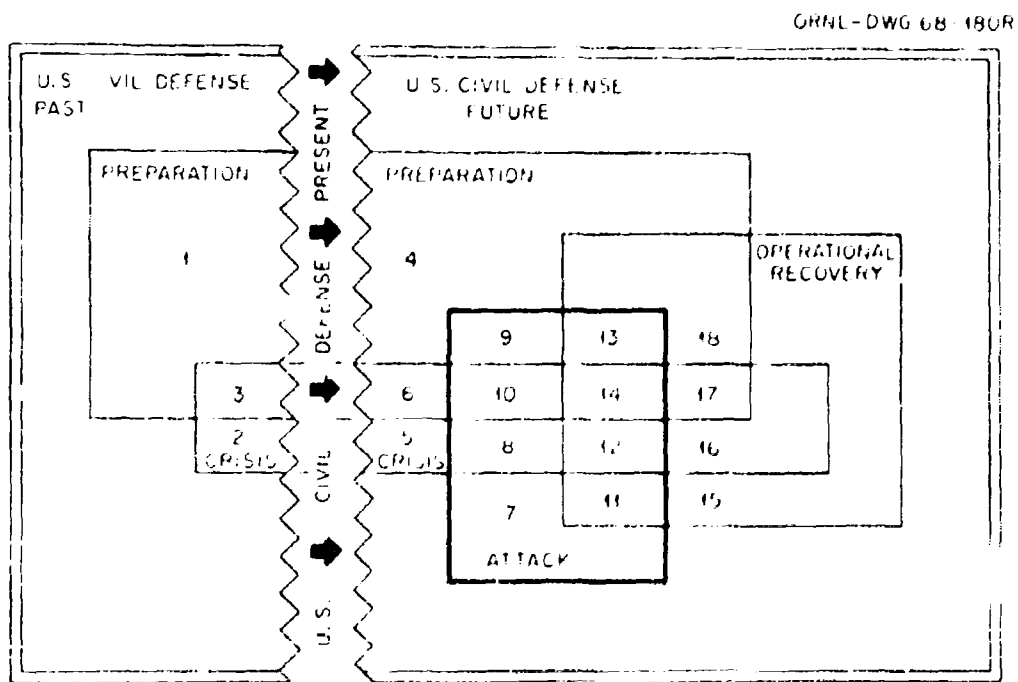 ORNL-DWG 68-180R
U.S. VIL DEFENSE
PAST
U.S. CIVIL DEFENSE PRESENT
U.S. CIVIL DEFENSE
FUTURE
PREPARATION
PREPARATION
OPERATIONAL
RECOVERY
1
4
9 13 18
3 6 10 14 17
2 5 8 12 16
CRISIS CRISIS
7 11 15
ATTACK